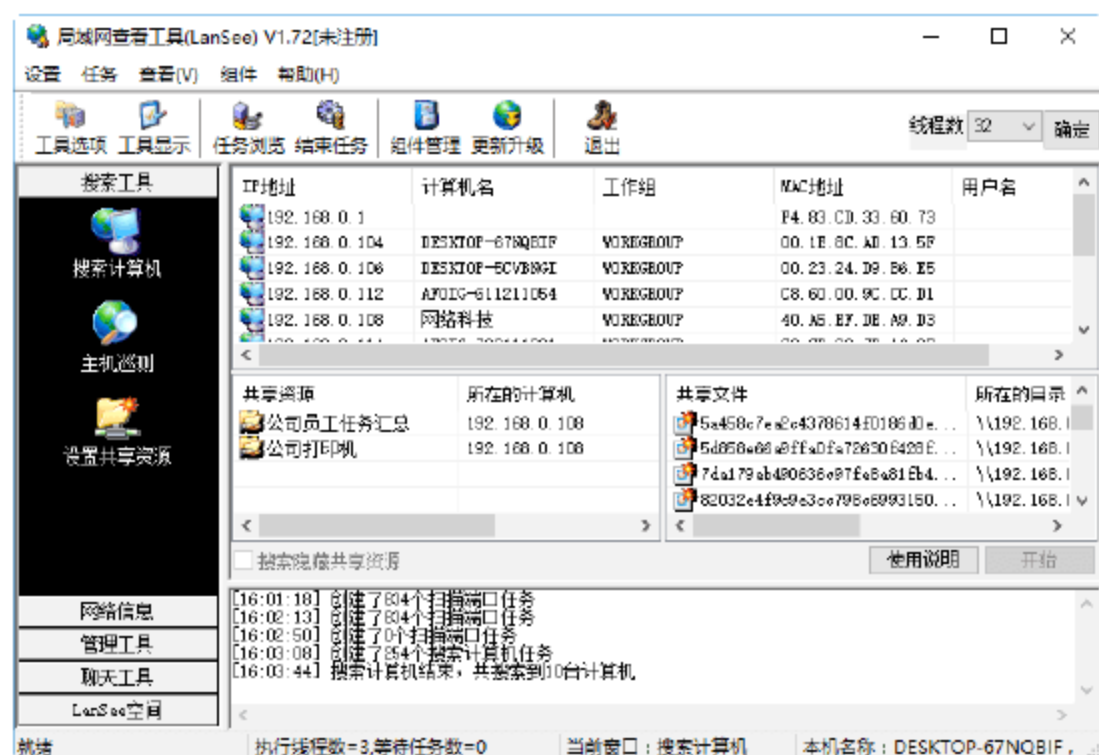 局域网查看工具(LanSee) V1.72[未注册]
设置 任务 查看(V) 组件 帮助(H)
工具选项 工具显示 任务浏览 结束任务 组件管理 更新升级 退出 线程数 32 确定
搜索工具
搜索计算机
主机巡测
设置共享资源
网络信息
管理工具
聊天工具
LanSee空间
IP地址 计算机名 工作组 MAC地址 用户名
192.168.0.1 F4.83.CD.33.60.73
192.168.0.104 DESKTOP-67NQBIF WORKGROUP 00.1E.8C.AD.13.5F
192.168.0.106 DESKTOP-5CVBNGI WORKGROUP 00.23.24.D9.B6.E5
192.168.0.112 WORKGROUP C8.60.00.9C.CC.D1
192.168.0.108 网络科技 WORKGROUP 40.A5.EF.DE.A9.D3
共享资源 所在的计算机
公司员工任务汇总 192.168.0.108
公司打印机 192.168.0.108
共享文件 所在的目录
\\192.168.
\\192.168.
\\192.168.
\\192.168.
搜索隐藏共享资源 使用说明 开始
[16:01:18] 创建了834个扫描端口任务
[16:02:13] 创建了834个扫描端口任务
[16:02:50] 创建了0个扫描端口任务
[16:03:08] 创建了254个搜索计算机任务
[16:03:44] 搜索计算机结束，共搜索到10台计算机
就绪 执行线程数=3,等待任务数=0 当前窗口：搜索计算机 本机名称：DESKTOP-67NQBIF，